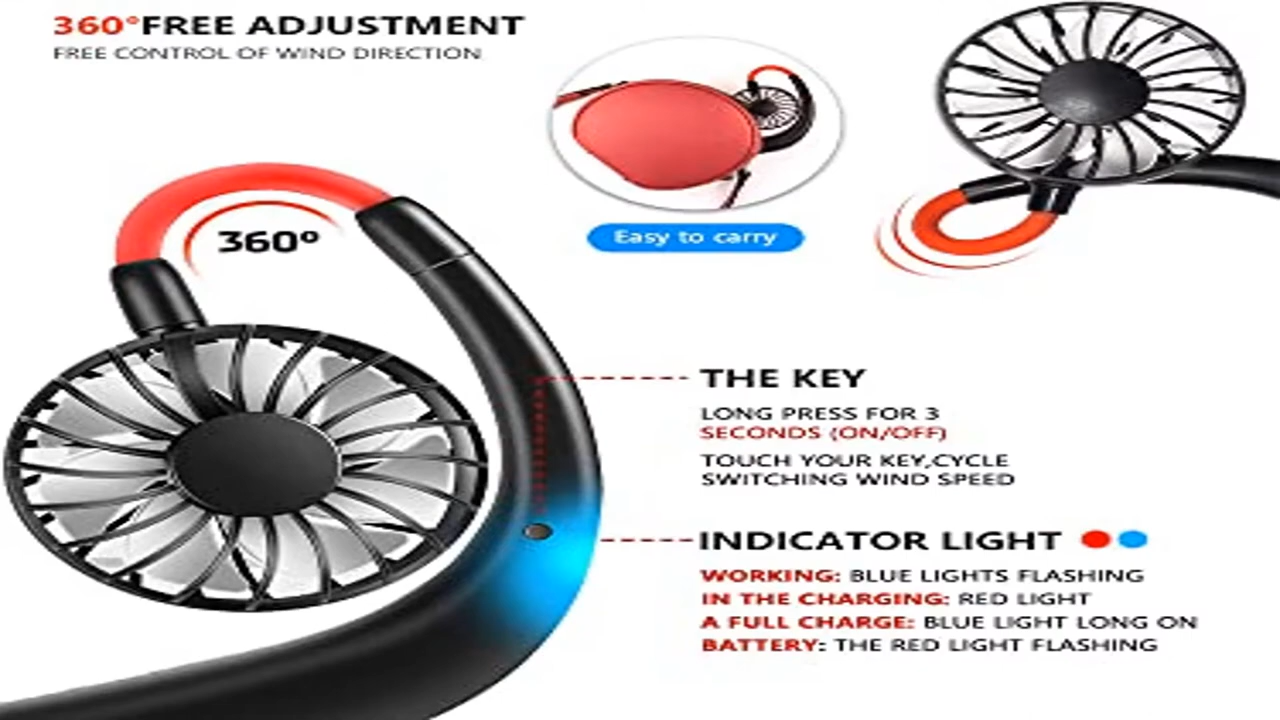 360°FREE ADJUSTMENT
FREE CONTROL OF WIND DIRECTION
360°
Easy to carry
THE KEY
LONG PRESS FOR 3
SECONDS (ON/OFF)
TOUCH YOUR KEY,CYCLE
SWITCHING WIND SPEED
INDICATOR LIGHT
WORKING: BLUE LIGHTS FLASHING
IN THE CHARGING: RED LIGHT
A FULL CHARGE: BLUE LIGHT LONG ON
BATTERY: THE RED LIGHT FLASHING